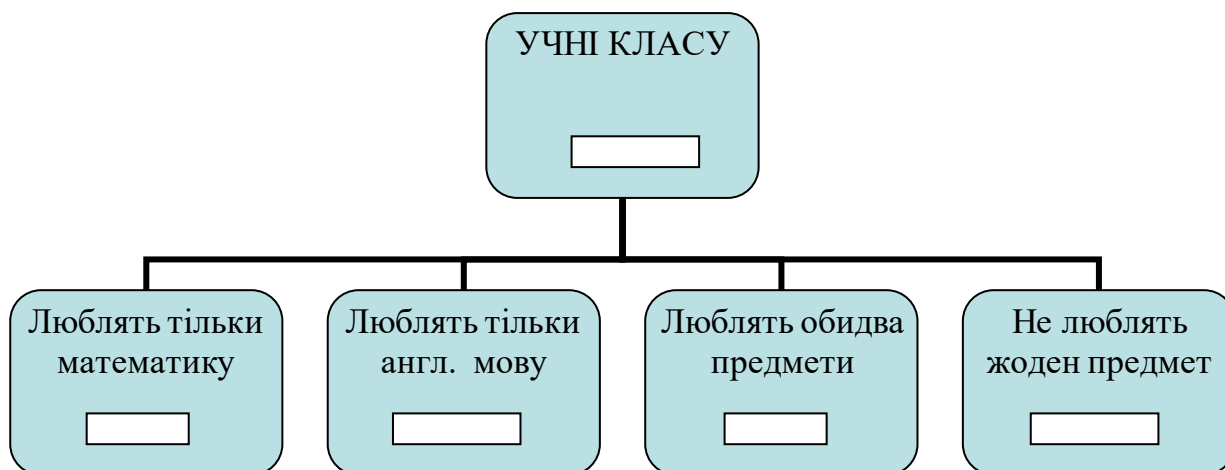 УЧНІ КЛАСУ
Люблять тільки
математику
Люблять тільки
англ. мову
Люблять обидва
предмети
Не люблять
жоден предмет